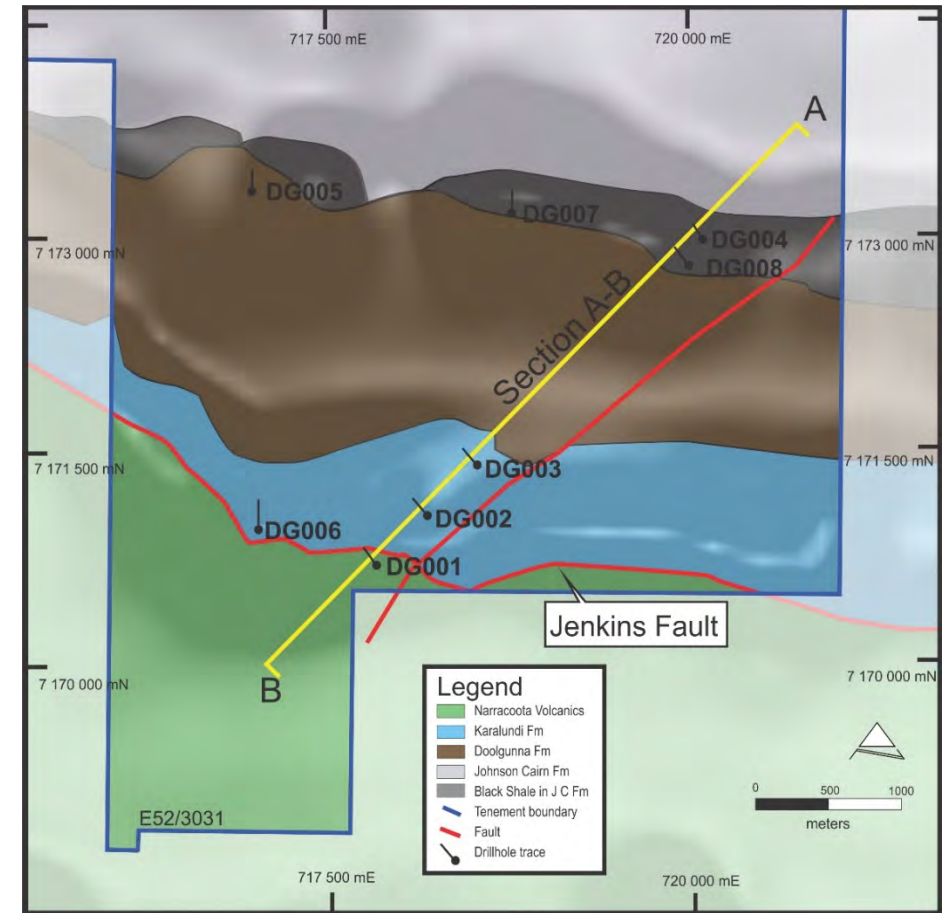 717 500 mE
720 000 mE
A
DG005
DG007
7 173 000 mN
DG004
7 173 000 mN
DG008
Section A-B
7 171 500 mN
DG003
7 171 500 mN
DG002
DG006
DG001
Jenkins Fault
B
7 170 000 mN
7 170 000 mN
Legend
Narracoota Volcanics
Karalundi Fm
Doolgunna Fm
Johnson Cairn Fm
Black Shale in J C Fm
Tenement boundary
Fault
Drillhole trace
0 500 1000
meters
E52/3031
717 500 mE
720 000 mE